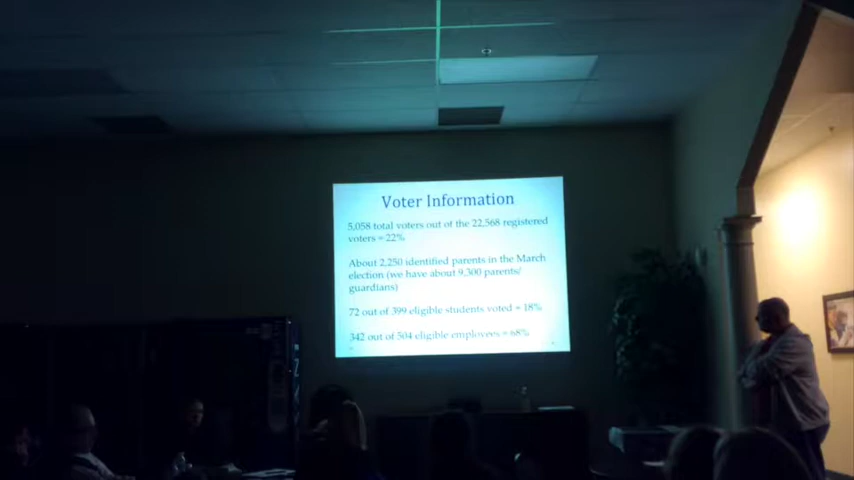 Voter Information
5,058 total voters out of the 22,568 registered
voters = 22%
About 2,250 identified parents in the March
election (we have about 9,300 parents/
guardians)
72 out of 399 eligible students voted = 18%
342 out of 504 eligible employees = 68%